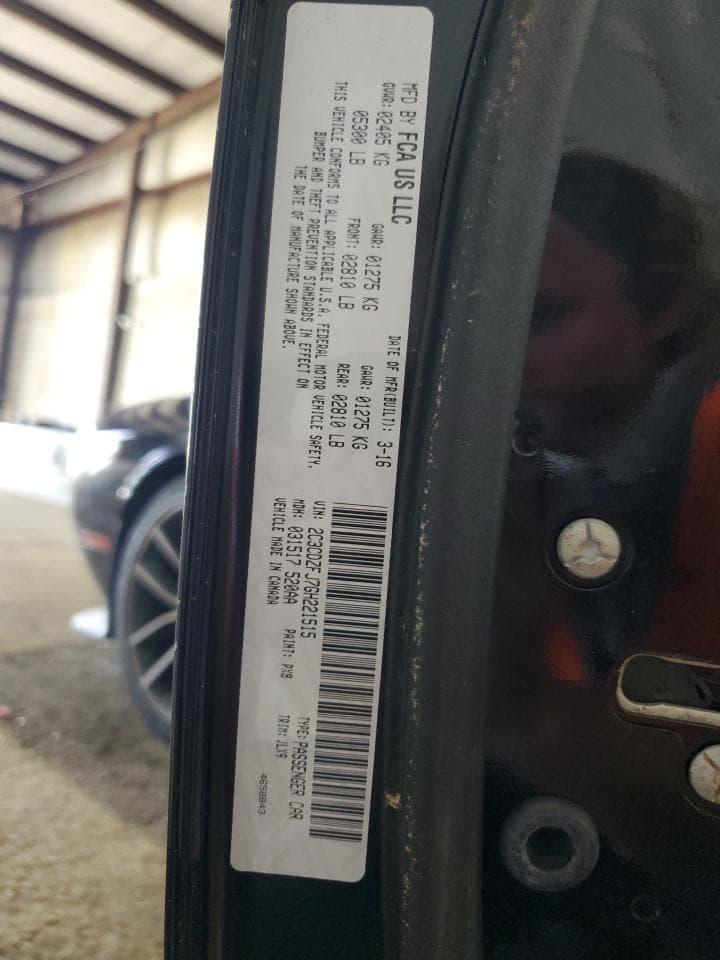 MFD BY FCA US LLC
DATE OF MFR(BUILT): 3-16
GVWR: 02405 KG GAWR: 01275 KG GAWR: 01275 KG
05300 LB FRONT: 02810 LB REAR: 02810 LB
THIS VEHICLE CONFORMS TO ALL APPLICABLE U.S.A. FEDERAL MOTOR VEHICLE SAFETY,
BUMPER AND THEFT PREVENTION STANDARDS IN EFFECT ON
THE DATE OF MANUFACTURE SHOWN ABOVE.
VIN: 2C3CDZFJ7GH221515 TYPE: PASSENGER CAR
MDH: 031517 520AA PAINT: PX8 TRIM: JLX9
VEHICLE MADE IN CANADA
4658843